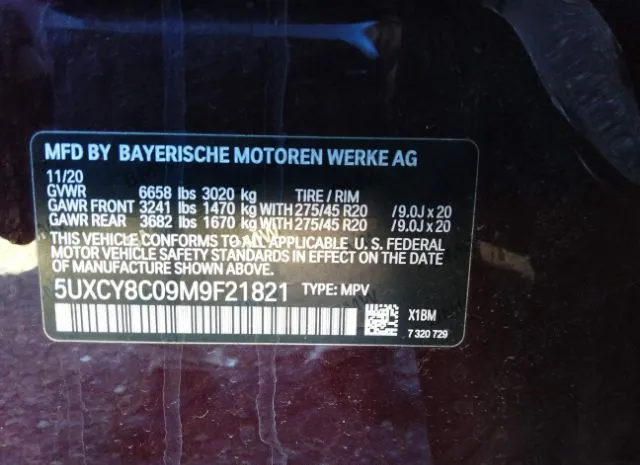 MFD BY BAYERISCHE MOTOREN WERKE AG
11/20
GVWR 6658 lbs 3020 kg TIRE / RIM
GAWR FRONT 3241 lbs 1470 kg WITH 275/45 R20 / 9.0J x 20
GAWR REAR 3682 lbs 1670 kg WITH 275/45 R20 / 9.0J x 20
THIS VEHICLE CONFORMS TO ALL APPLICABLE U. S. FEDERAL
MOTOR VEHICLE SAFETY STANDARDS IN EFFECT ON THE
DATE OF MANUFACTURE SHOWN ABOVE.
5UXCY8C09M9F21821 TYPE: MPV
X1BM
7 320 729